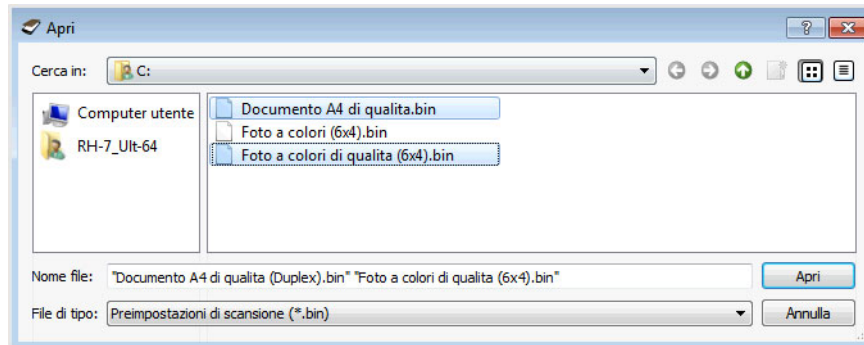 Apri
Cerca in: C:
Computer utente
RH-7_Ult-64
Documento A4 di qualita.bin
Foto a colori (6x4).bin
Foto a colori di qualita (6x4).bin
Nome file: "Documento A4 di qualita (Duplex).bin" "Foto a colori di qualita (6x4).bin" Apri
File di tipo: Preimpostazioni di scansione (*.bin) Annulla